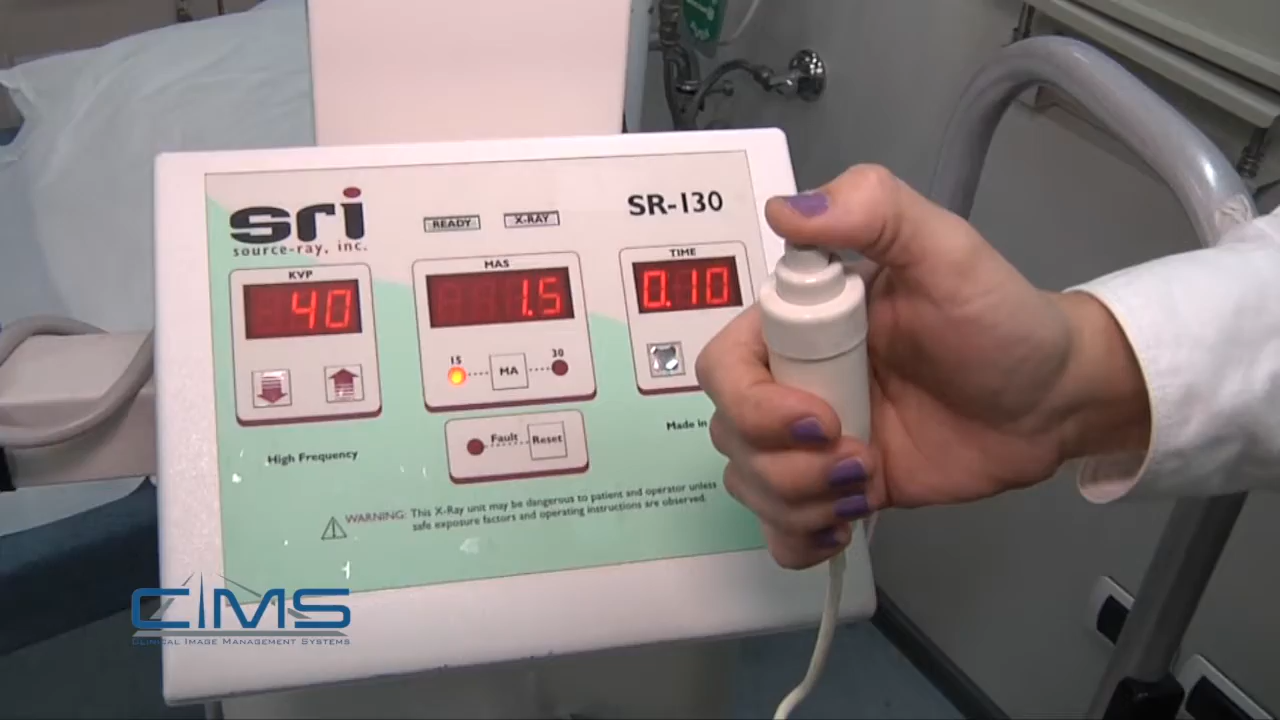 sri
source-ray, inc.
READY
X-RAY
SR-130
KVP
40
MAS
1.5
TIME
0.10
15
MA
30
Fault
Reset
High Frequency
Made in
WARNING: This X-Ray unit may be dangerous to patient and operator unless
safe exposure factors and operating instructions are observed.
CIMS
CLINICAL IMAGE MANAGEMENT SYSTEMS